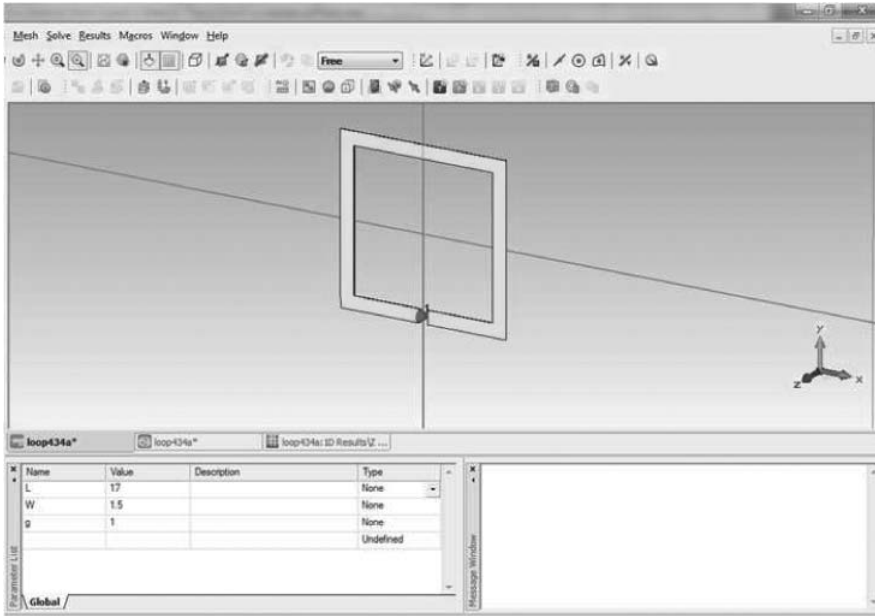 Mesh Solve Results Macros Window Help
Free
y
z x
loop434a*
loop434a*
loop434a: 1D Results\Z ...
Name Value Description Type
L 17 None
W 1.5 None
g 1 None
Undefined
Parameter List
Global
Message Window